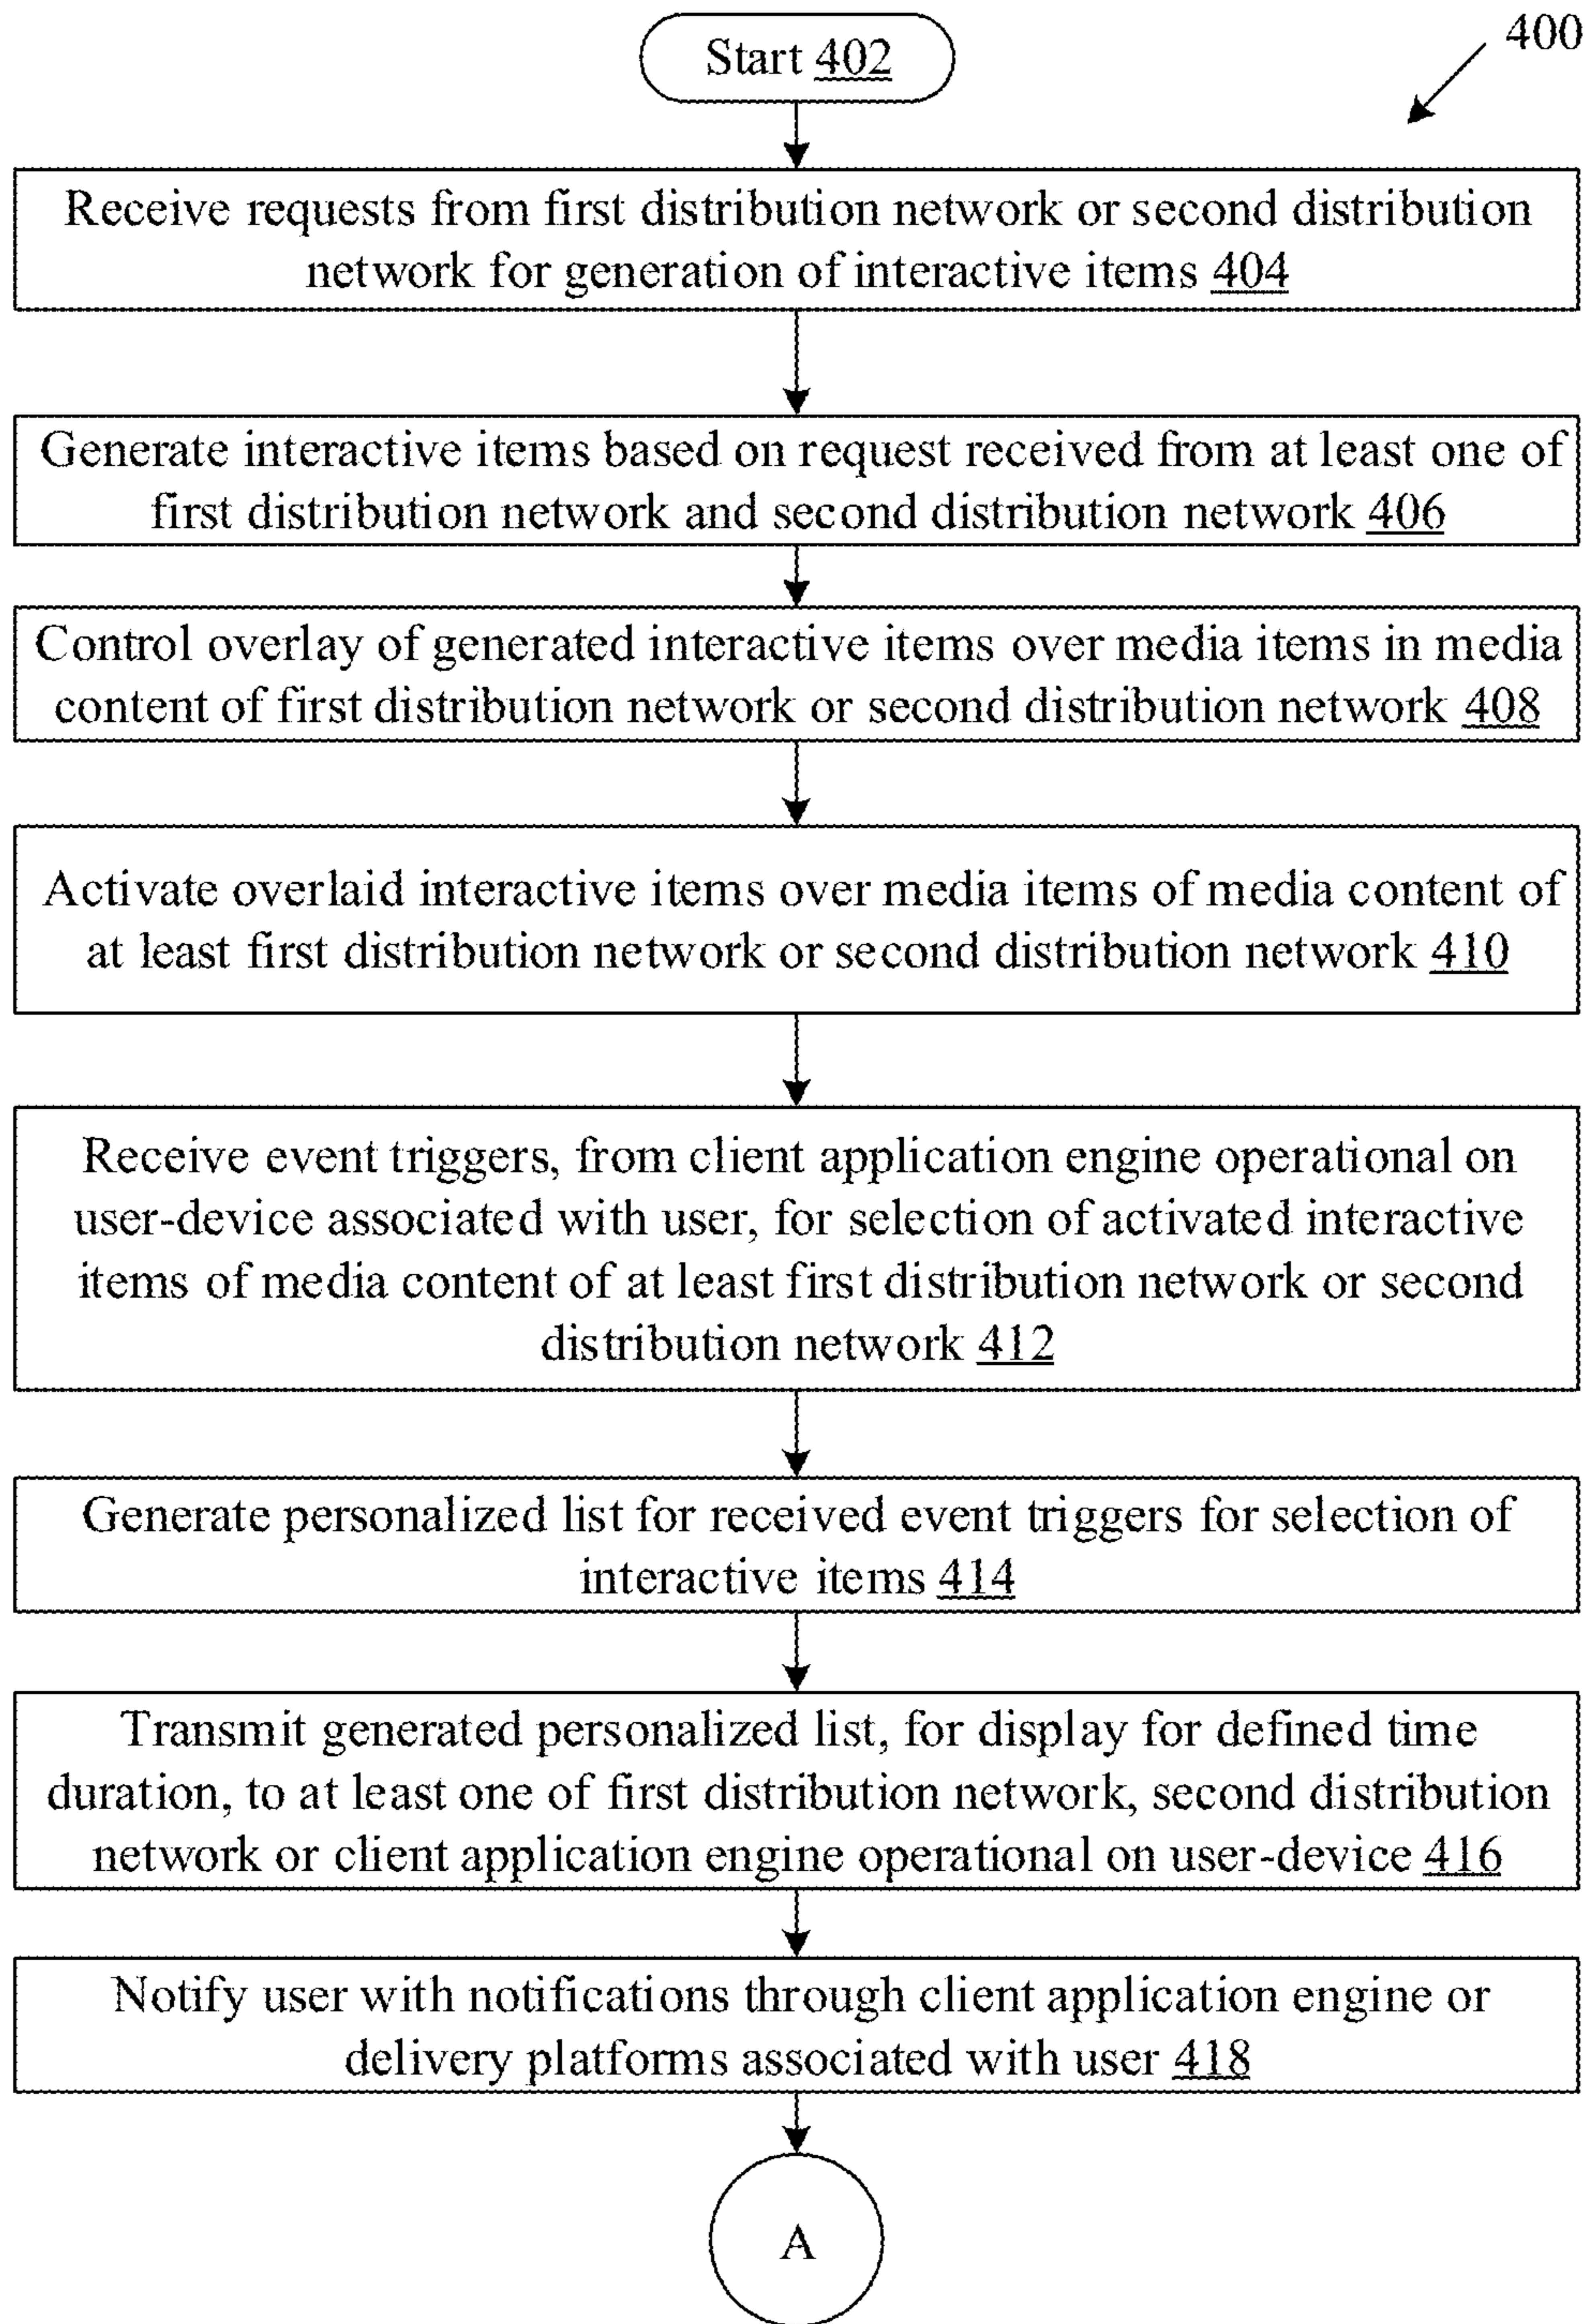 400
Start 402
Receive requests from first distribution network or second distribution
network for generation of interactive items 404
Generate interactive items based on request received from at least one of
first distribution network and second distribution network 406
Control overlay of generated interactive items over media items in media
content of first distribution network or second distribution network 408
Activate overlaid interactive items over media items of media content of
at least first distribution network or second distribution network 410
Receive event triggers, from client application engine operational on
user-device associated with user, for selection of activated interactive
items of media content of at least first distribution network or second
distribution network 412
Generate personalized list for received event triggers for selection of
interactive items 414
Transmit generated personalized list, for display for defined time
duration, to at least one of first distribution network, second distribution
network or client application engine operational on user-device 416
Notify user with notifications through client application engine or
delivery platforms associated with user 418
A